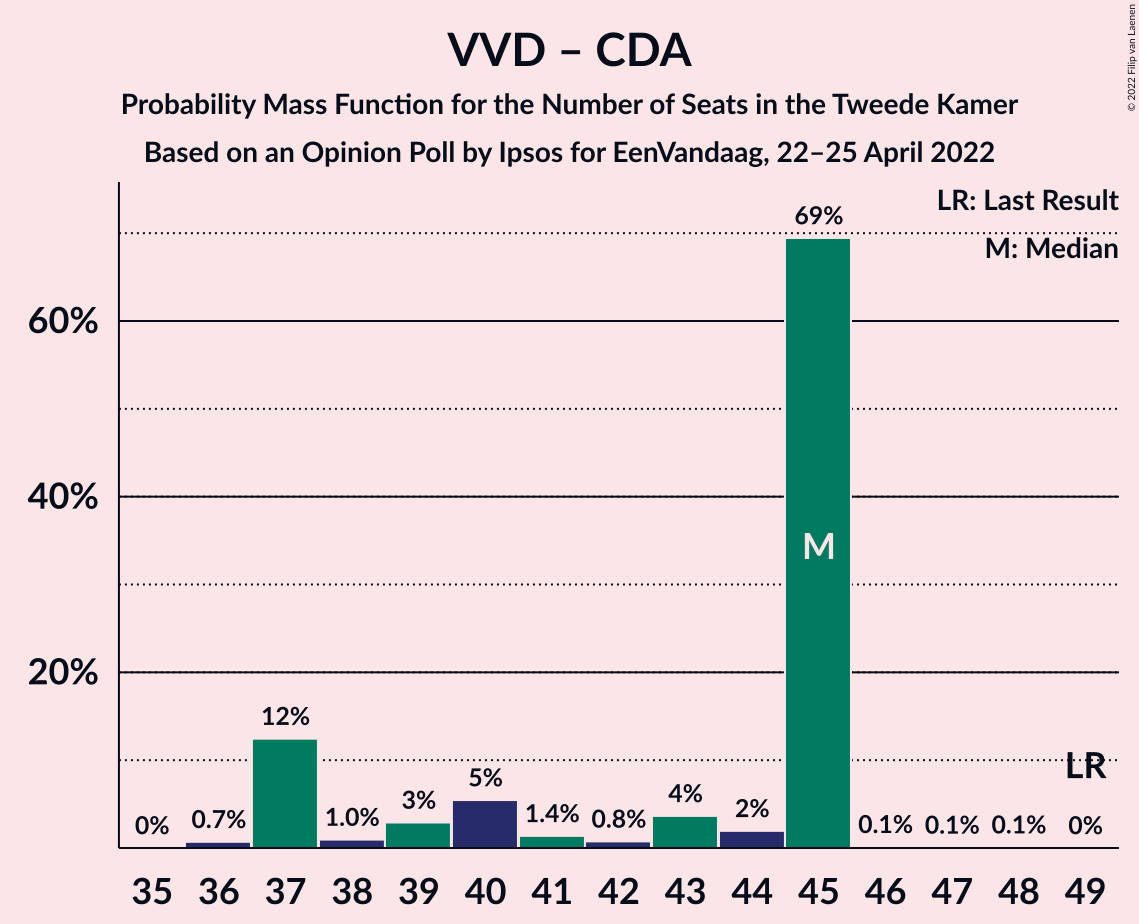 VVD – CDA
Probability Mass Function for the Number of Seats in the Tweede Kamer
Based on an Opinion Poll by Ipsos for EenVandaag, 22–25 April 2022
© 2022 Filip van Laenen
LR: Last Result
M: Median
60%
40%
20%
0%
0.7%
12%
1.0%
3%
5%
1.4%
0.8%
4%
2%
69%
M
0.1%
0.1%
0.1%
0%
LR
35 36 37 38 39 40 41 42 43 44 45 46 47 48 49